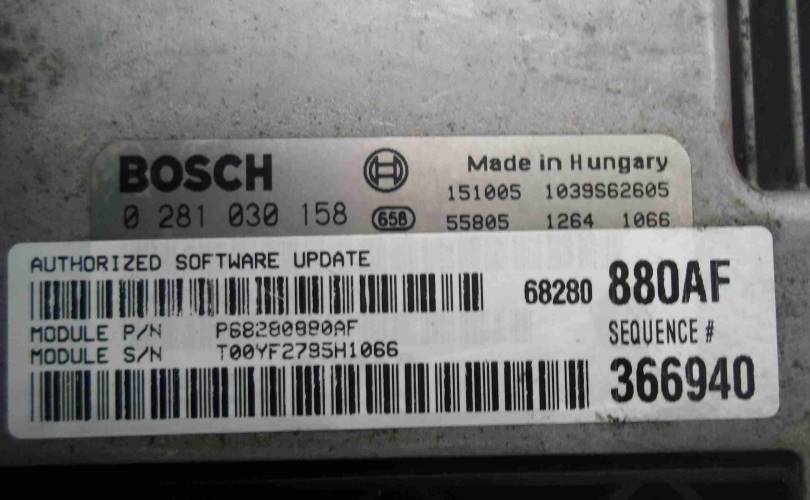 BOSCH
Made in Hungary
151005 1039S62605
0 281 030 158 658 55805 1264 1066
AUTHORIZED SOFTWARE UPDATE
68280 880AF
MODULE P/N P68280880AF
SEQUENCE #
MODULE S/N T00YF2795H1066
366940